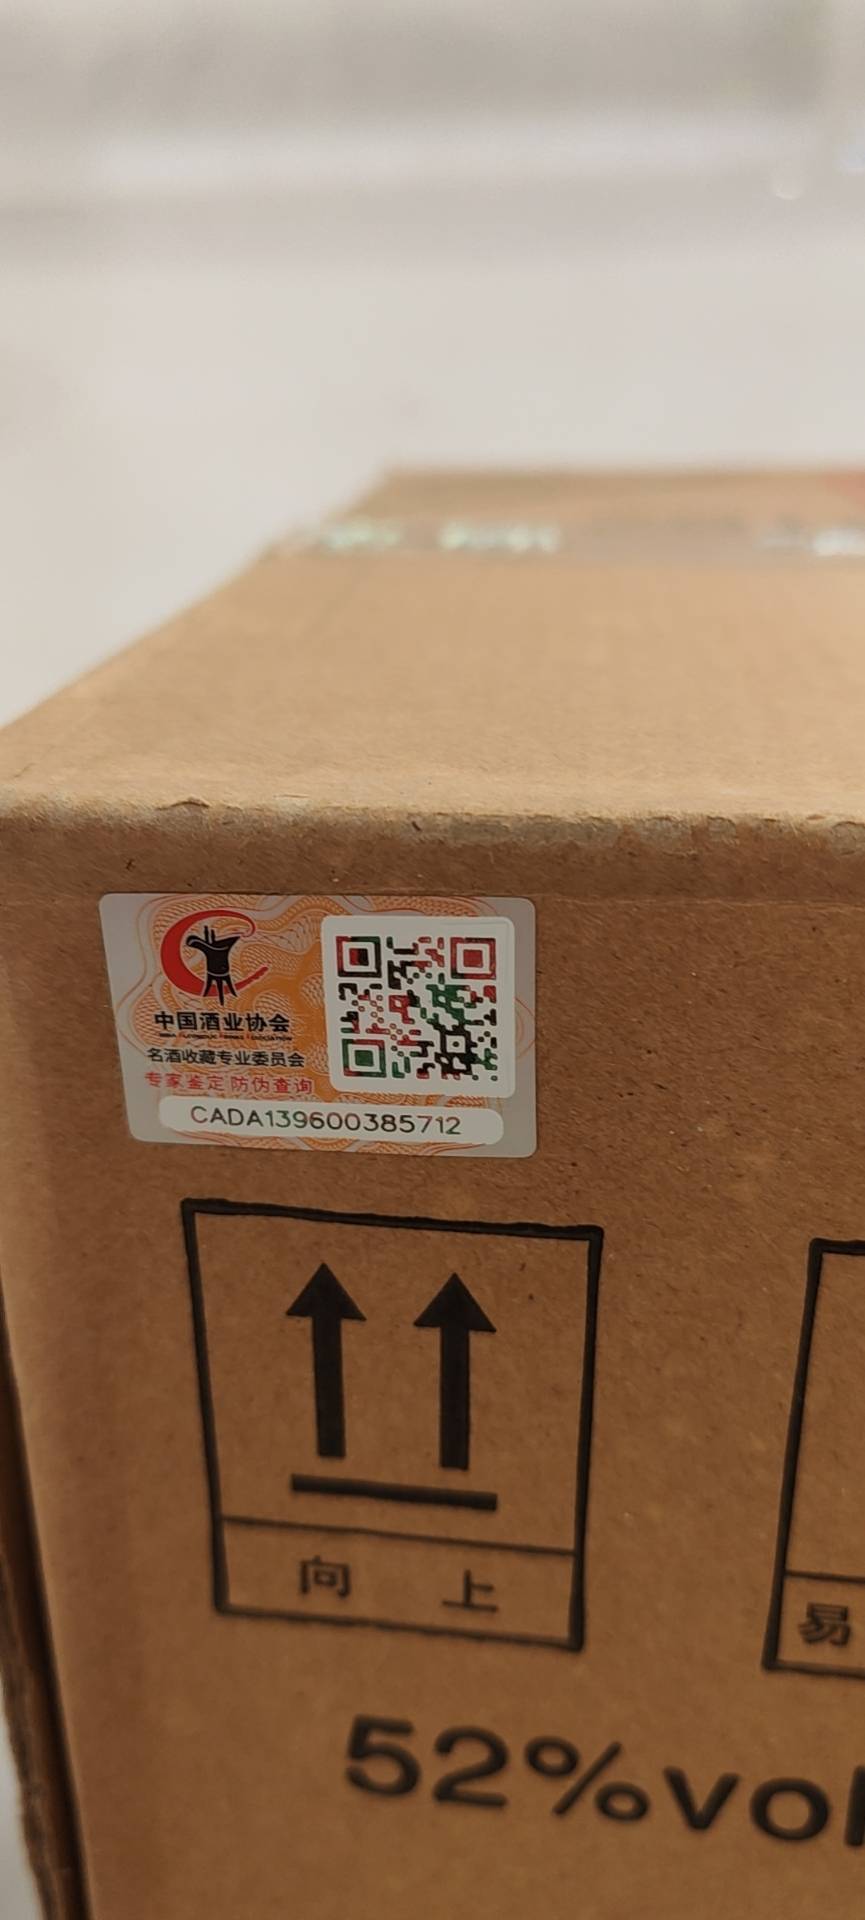 中国酒业协会
名酒收藏专业委员会
专家鉴定 防伪查询
CADA139600385712
向上
易
52%vol